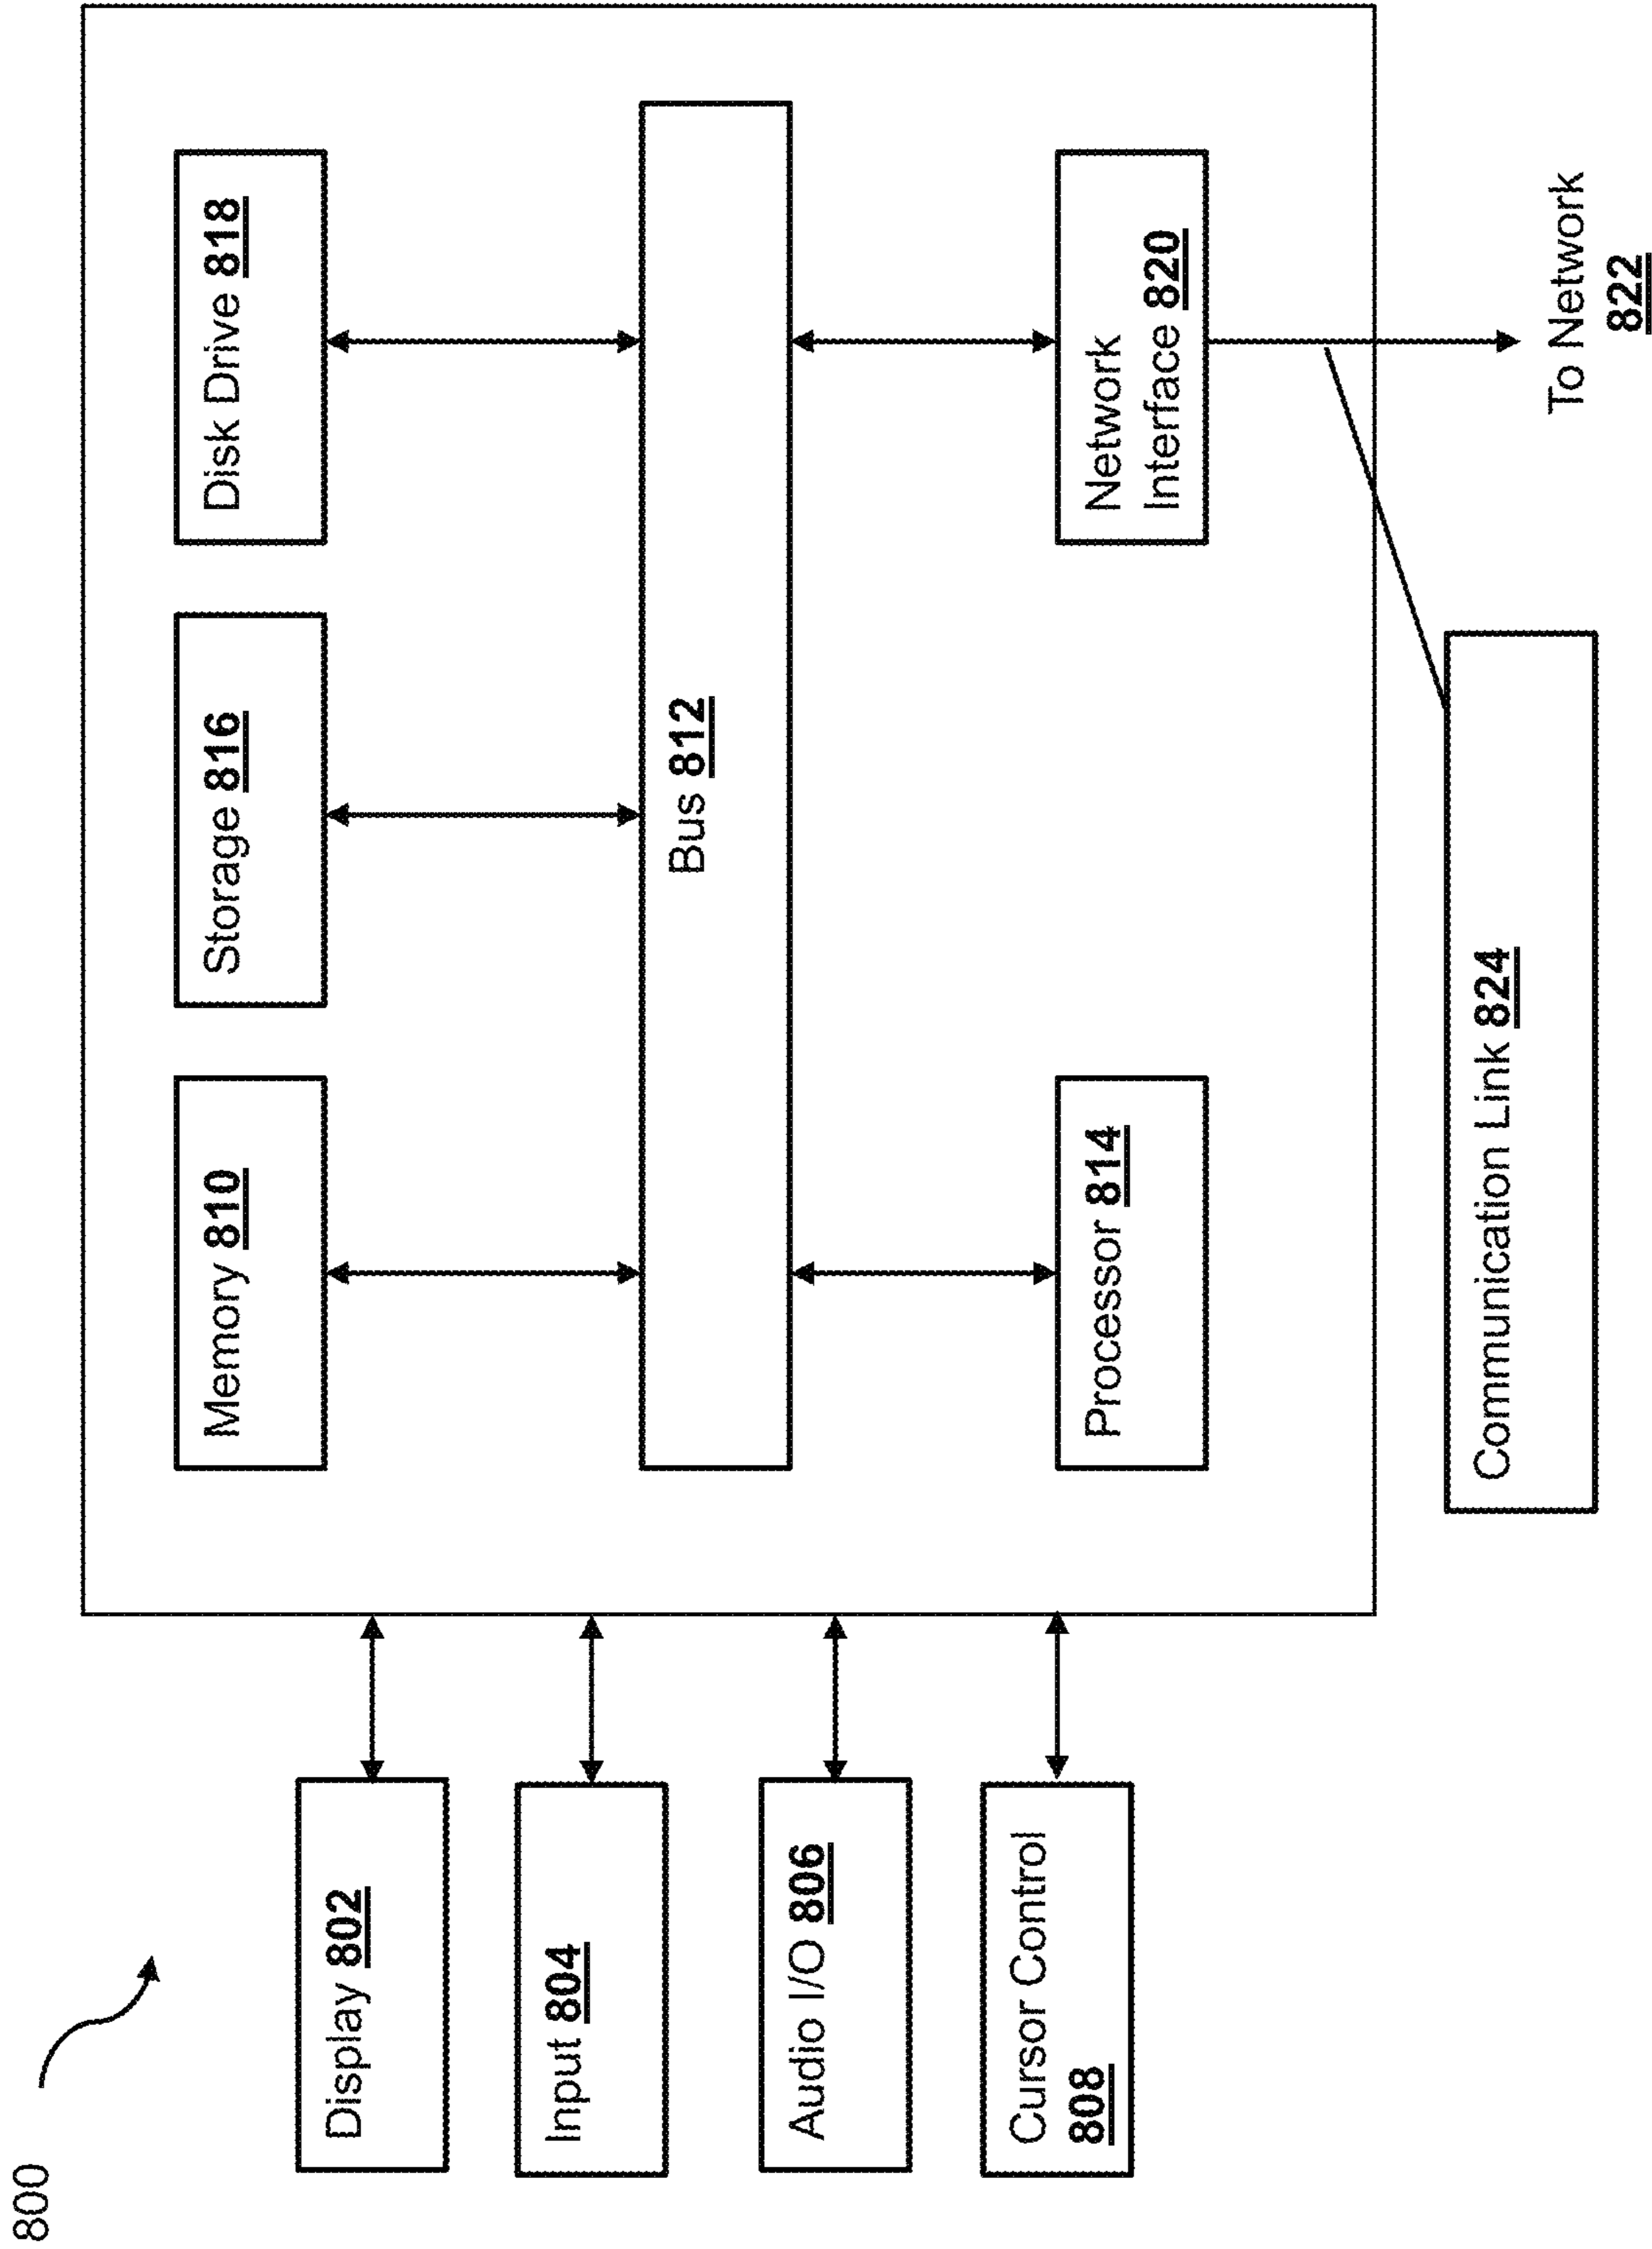 800
Display 802
Input 804
Audio I/O 806
Cursor Control
808
Memory 810
Storage 816
Disk Drive 818
Bus 812
Processor 814
Network
Interface 820
Communication Link 824
To Network
822